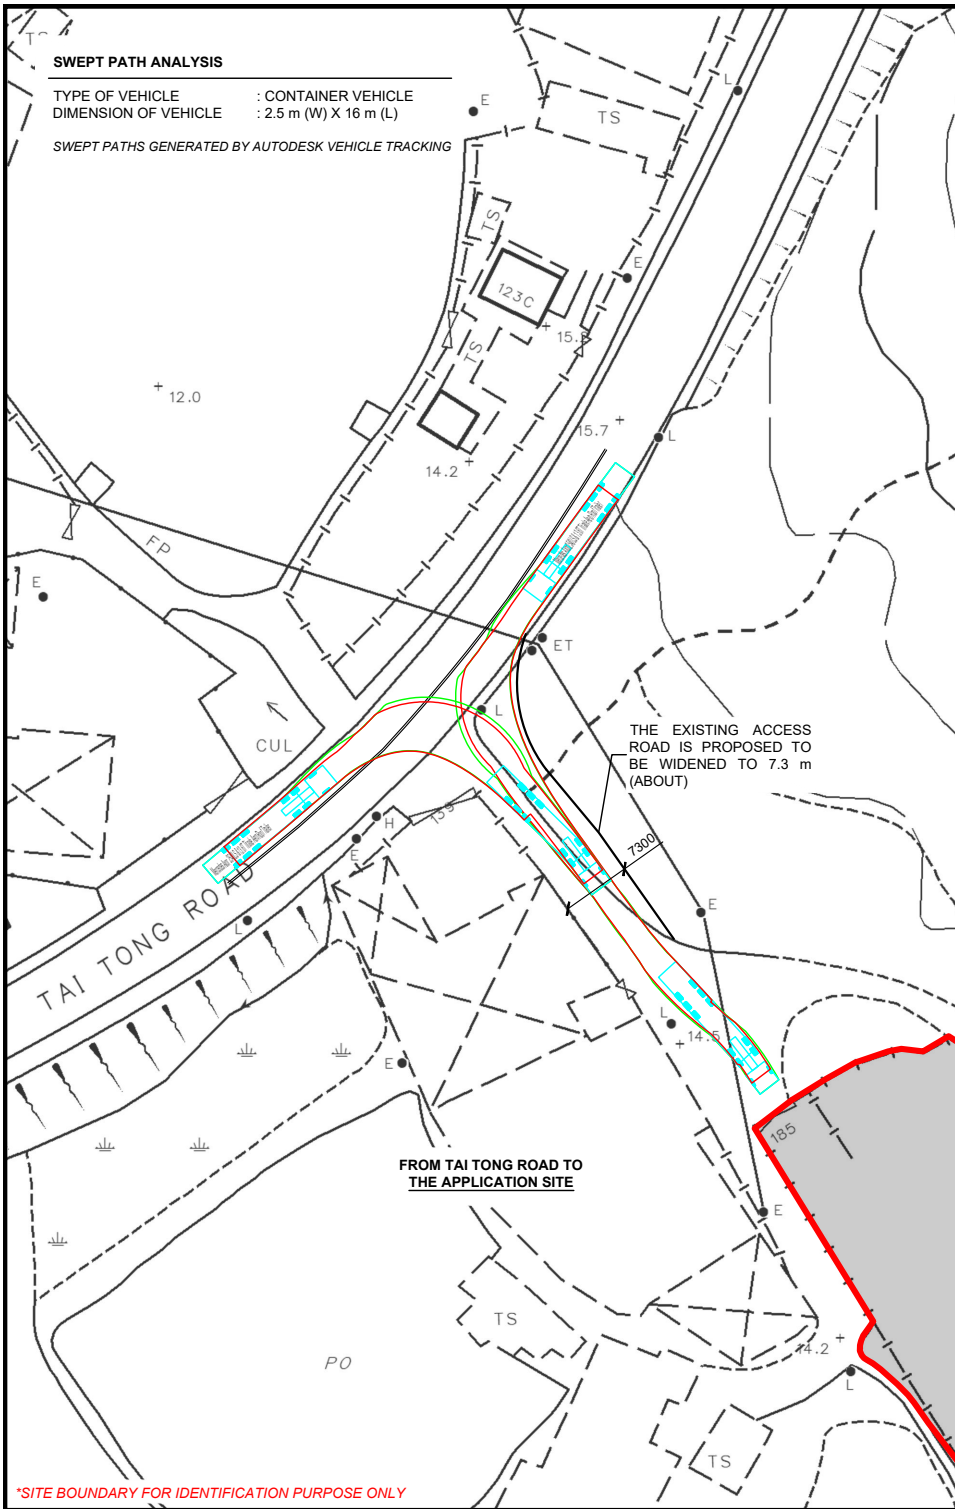 SWEPT PATH ANALYSIS
TYPE OF VEHICLE : CONTAINER VEHICLE
DIMENSION OF VEHICLE : 2.5 m (W) X 16 m (L)
SWEPT PATHS GENERATED BY AUTODESK VEHICLE TRACKING
E
L
TS
TS
E
123C
15.2
TS
12.0
15.7
L
14.2
FP
E
ET
L
CUL
THE EXISTING ACCESS
ROAD IS PROPOSED TO
BE WIDENED TO 7.3 m
(ABOUT)
H
139
E
7300
TAI TONG ROAD
L
E
L
14.5
E
185
FROM TAI TONG ROAD TO
THE APPLICATION SITE
E
TS
14.2
PO
L
TS
*SITE BOUNDARY FOR IDENTIFICATION PURPOSE ONLY